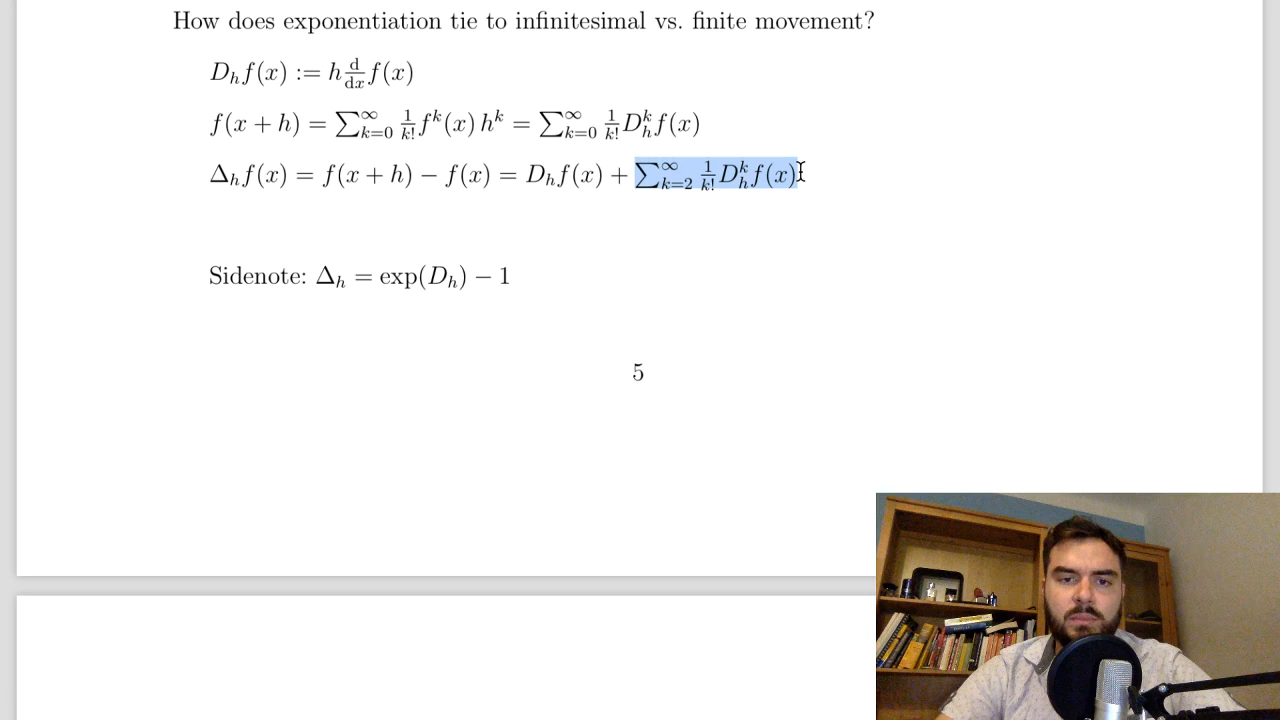 How does exponentiation tie to infinitesimal vs. finite movement?
D_h f(x) := h d/dx f(x)
f(x + h) = ∑_{k=0}^∞ 1/k! f^k(x) h^k = ∑_{k=0}^∞ 1/k! D_h^k f(x)
Δ_h f(x) = f(x + h) − f(x) = D_h f(x) + ∑_{k=2}^∞ 1/k! D_h^k f(x)
Sidenote: Δ_h = exp(D_h) − 1
5